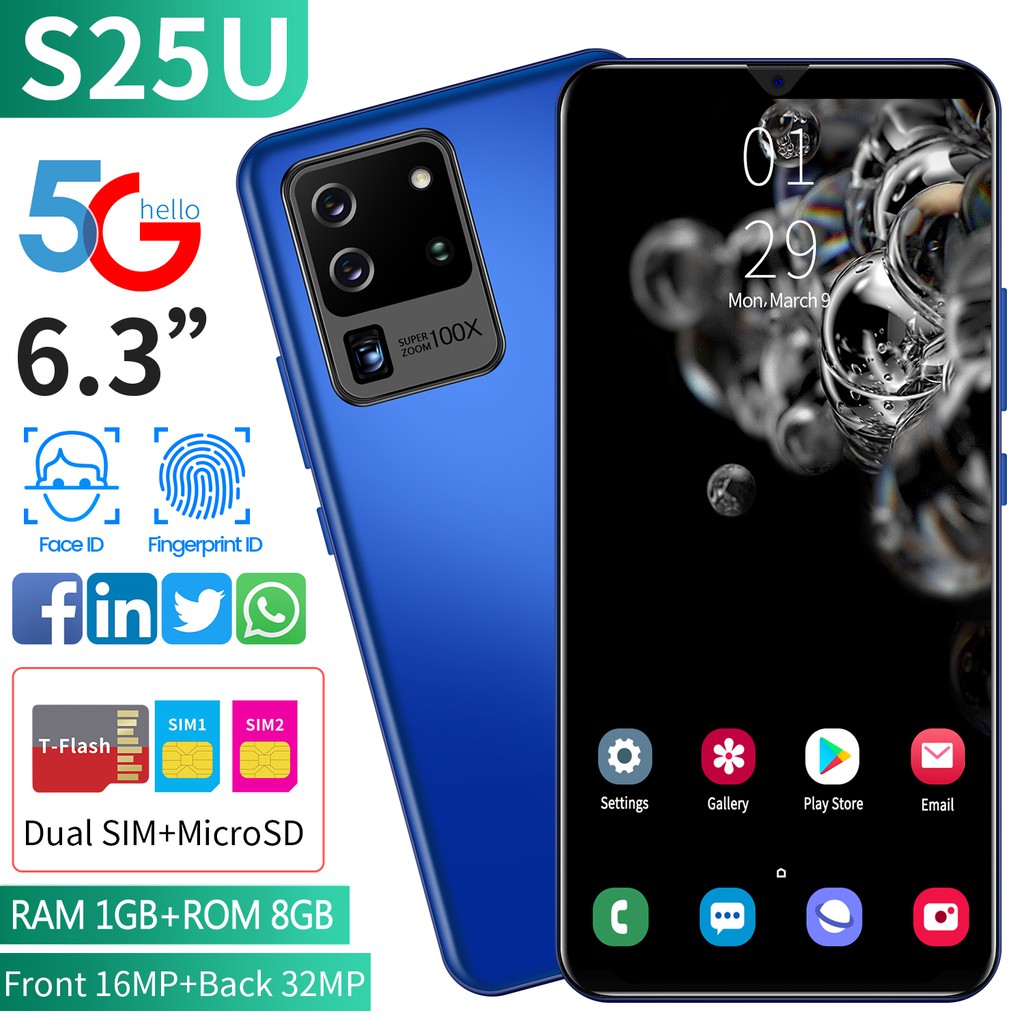 S25U
5G
hello
6.3”
Face ID
Fingerprint ID
f
in
T-Flash
SIM1
SIM2
Dual SIM+MicroSD
RAM 1GB+ROM 8GB
Front 16MP+Back 32MP
SUPER
ZOOM 100X
01
29
Mon, March 9
Settings
Gallery
Play Store
Email